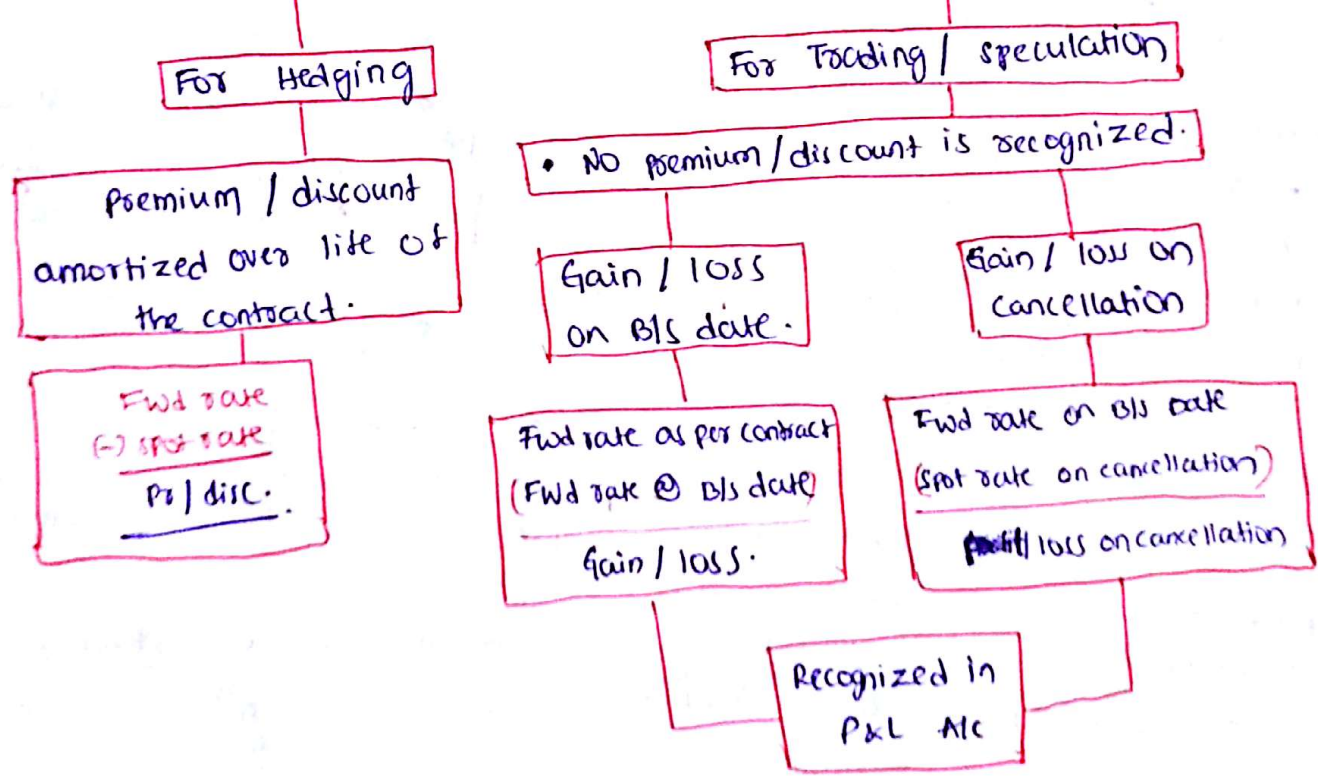 For Hedging
Premium / discount
amortized over life of
the contract.
Fwd rate
(-) spot rate
Pr / disc.
For Trading / speculation
• NO premium / discount is recognized.
Gain / loss
on B/s date.
Fwd rate as per contract
(Fwd rate @ B/s date)
Gain / loss.
Gain / loss on
cancellation
Fwd rate on B/s Date
(Spot rate on cancellation)
profit / loss on cancellation
Recognized in
P&L A/c